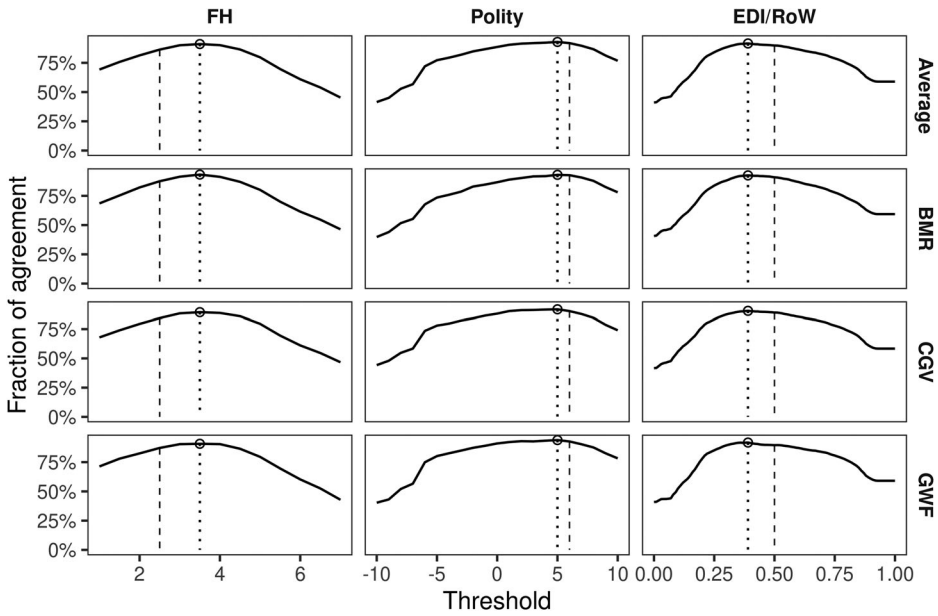 FH Polity EDI/RoW
Fraction of agreement
75%
50%
25%
0%
Average
75%
50%
25%
0%
BMR
75%
50%
25%
0%
CGV
75%
50%
25%
0%
GWF
2 4 6 -10 -5 0 5 10 0.00 0.25 0.50 0.75 1.00
Threshold